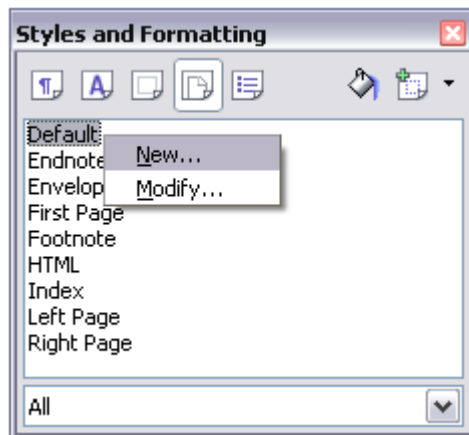 Styles and Formatting
Default
New...
Endnote
Modify...
Envelop
First Page
Footnote
HTML
Index
Left Page
Right Page
All